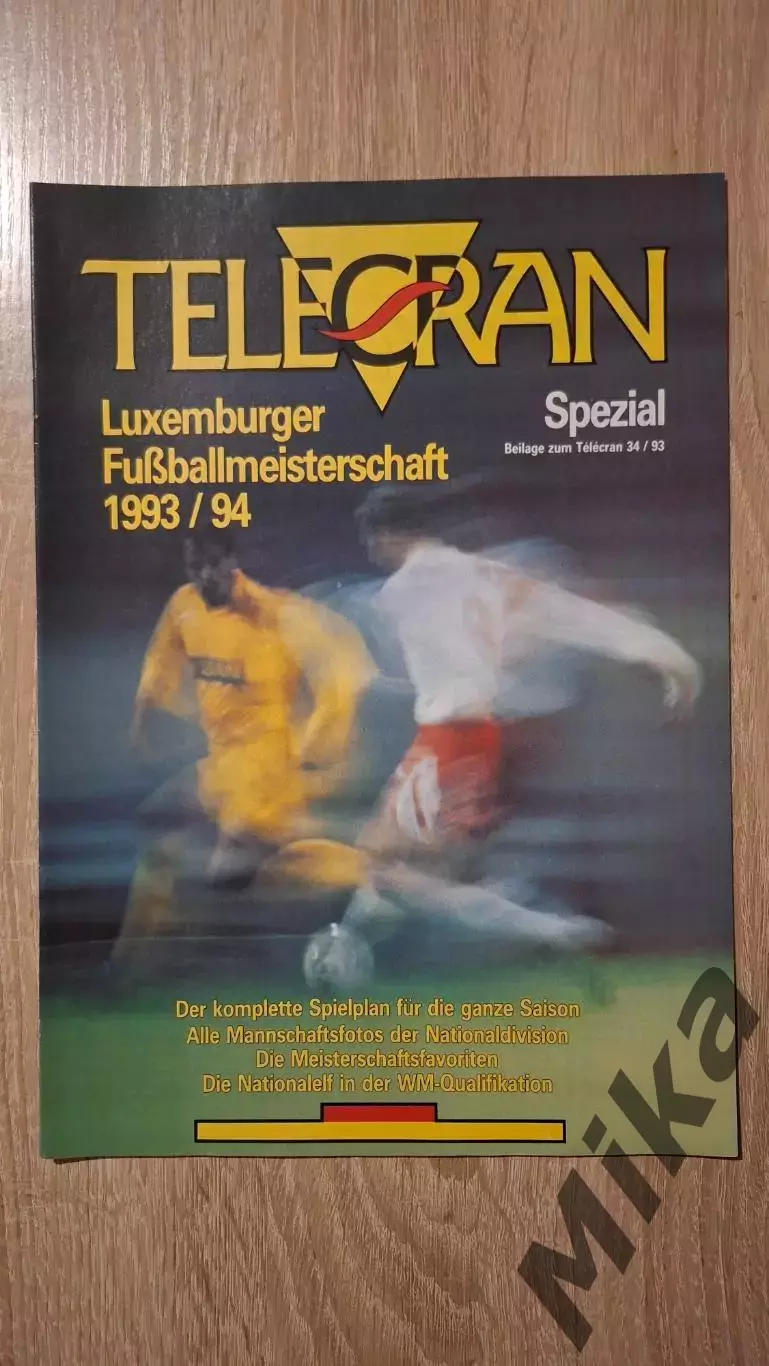 TELECRAN
Luxemburger
Fußballmeisterschaft
1993 / 94
Spezial
Beilage zum Télécran 34 / 93
Der komplette Spielplan für die ganze Saison
Alle Mannschaftsfotos der Nationaldivision
Die Meisterschaftsfavoriten
Die Nationalelf in der WM-Qualifikation
Mika